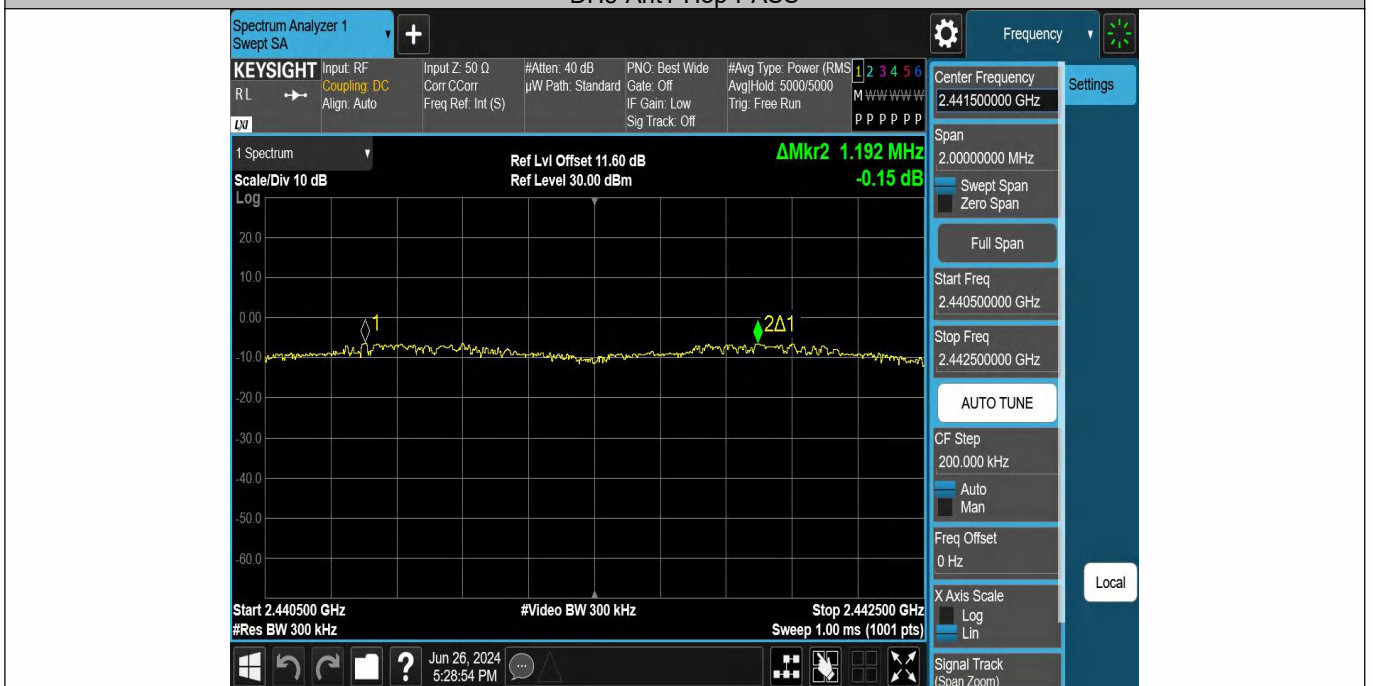 Spectrum Analyzer 1
Swept SA
Frequency
KEYSIGHT
RL
LXI
Input: RF
Coupling: DC
Align: Auto
Input Z: 50 Ω
Corr CCorr
Freq Ref: Int (S)
#Atten: 40 dB
µW Path: Standard
PNO: Best Wide
Gate: Off
IF Gain: Low
Sig Track: Off
#Avg Type: Power (RMS
Avg|Hold: 5000/5000
Trig: Free Run
1 2 3 4 5 6
M W W W W W
P P P P P P
1 Spectrum
Scale/Div 10 dB
Log
Ref Lvl Offset 11.60 dB
Ref Level 30.00 dBm
ΔMkr2 1.192 MHz
-0.15 dB
20.0
10.0
0.00
-10.0
-20.0
-30.0
-40.0
-50.0
-60.0
1
2Δ1
Start 2.440500 GHz
#Res BW 300 kHz
#Video BW 300 kHz
Stop 2.442500 GHz
Sweep 1.00 ms (1001 pts)
Jun 26, 2024
5:28:54 PM
Center Frequency
2.441500000 GHz
Settings
Span
2.00000000 MHz
Swept Span
Zero Span
Full Span
Start Freq
2.440500000 GHz
Stop Freq
2.442500000 GHz
AUTO TUNE
CF Step
200.000 kHz
Auto
Man
Freq Offset
0 Hz
X Axis Scale
Log
Lin
Local
Signal Track
(Span Zoom)